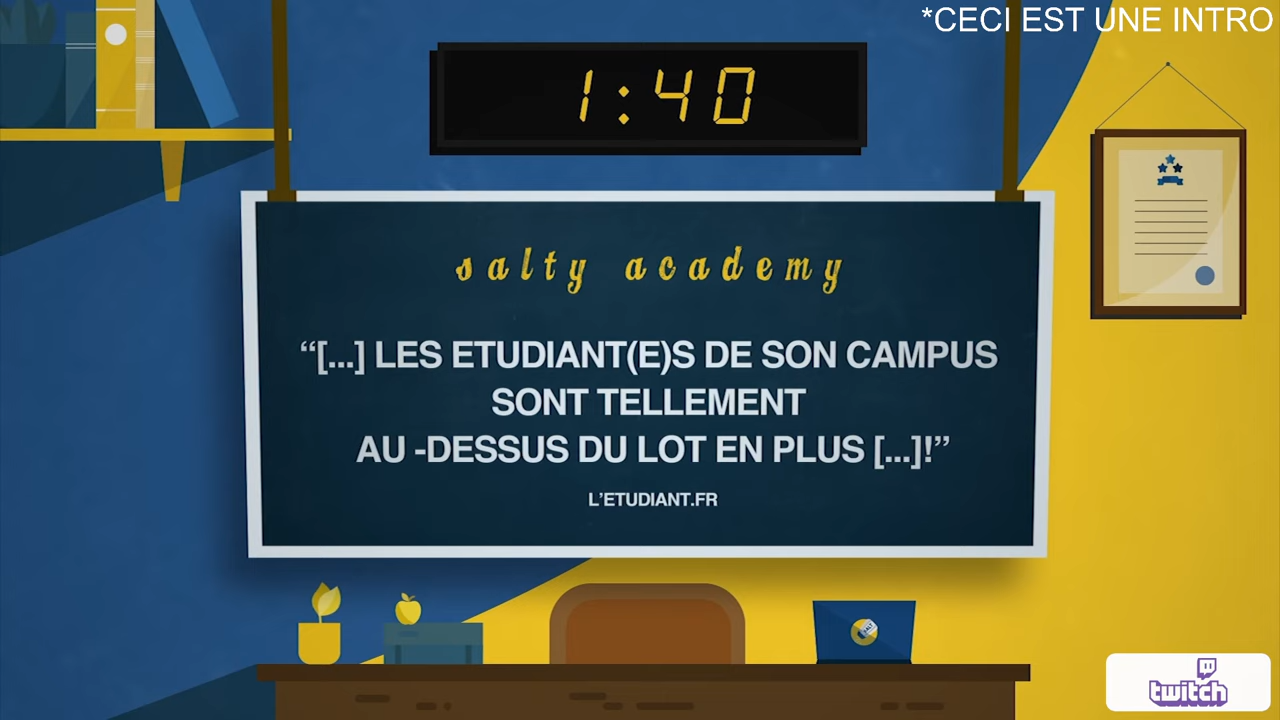 *CECI EST UNE INTRO
1:40
salty academy
“[...] LES ETUDIANT(E)S DE SON CAMPUS
SONT TELLEMENT
AU -DESSUS DU LOT EN PLUS [...]!”
L’ETUDIANT.FR
twitch